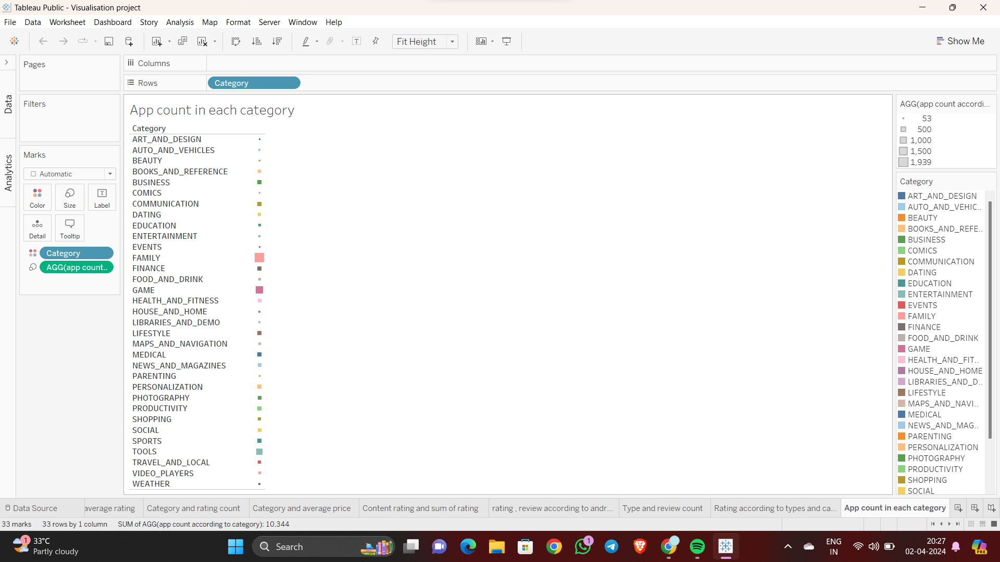 Tableau Public - Visualisation project
File Data Worksheet Dashboard Story Analysis Map Format Server Window Help
Fit Height
Show Me
Pages
Columns
Rows
Category
Data
Analytics
Filters
Marks
Automatic
Color Size Label
Detail Tooltip
Category
AGG(app count..
App count in each category
Category
ART_AND_DESIGN
AUTO_AND_VEHICLES
BEAUTY
BOOKS_AND_REFERENCE
BUSINESS
COMICS
COMMUNICATION
DATING
EDUCATION
ENTERTAINMENT
EVENTS
FAMILY
FINANCE
FOOD_AND_DRINK
GAME
HEALTH_AND_FITNESS
HOUSE_AND_HOME
LIBRARIES_AND_DEMO
LIFESTYLE
MAPS_AND_NAVIGATION
MEDICAL
NEWS_AND_MAGAZINES
PARENTING
PERSONALIZATION
PHOTOGRAPHY
PRODUCTIVITY
SHOPPING
SOCIAL
SPORTS
TOOLS
TRAVEL_AND_LOCAL
VIDEO_PLAYERS
WEATHER
AGG(app count accordi...
53
500
1,000
1,500
1,939
Category
ART_AND_DESIGN
AUTO_AND_VEHIC..
BEAUTY
BOOKS_AND_REFE..
BUSINESS
COMICS
COMMUNICATION
DATING
EDUCATION
ENTERTAINMENT
EVENTS
FAMILY
FINANCE
FOOD_AND_DRINK
GAME
HEALTH_AND_FIT..
HOUSE_AND_HOME
LIBRARIES_AND_D..
LIFESTYLE
MAPS_AND_NAVI..
MEDICAL
NEWS_AND_MAG..
PARENTING
PERSONALIZATION
PHOTOGRAPHY
PRODUCTIVITY
SHOPPING
SOCIAL
Data Source average rating Category and rating count Category and average price Content rating and sum of rating rating , review according to andr... Type and review count Rating according to types and ca... App count in each category
33 marks 33 rows by 1 column SUM of AGG(app count according to category): 10,344
1
33°C
Partly cloudy
Search
1
ENG
IN
20:27
02-04-2024
PRE